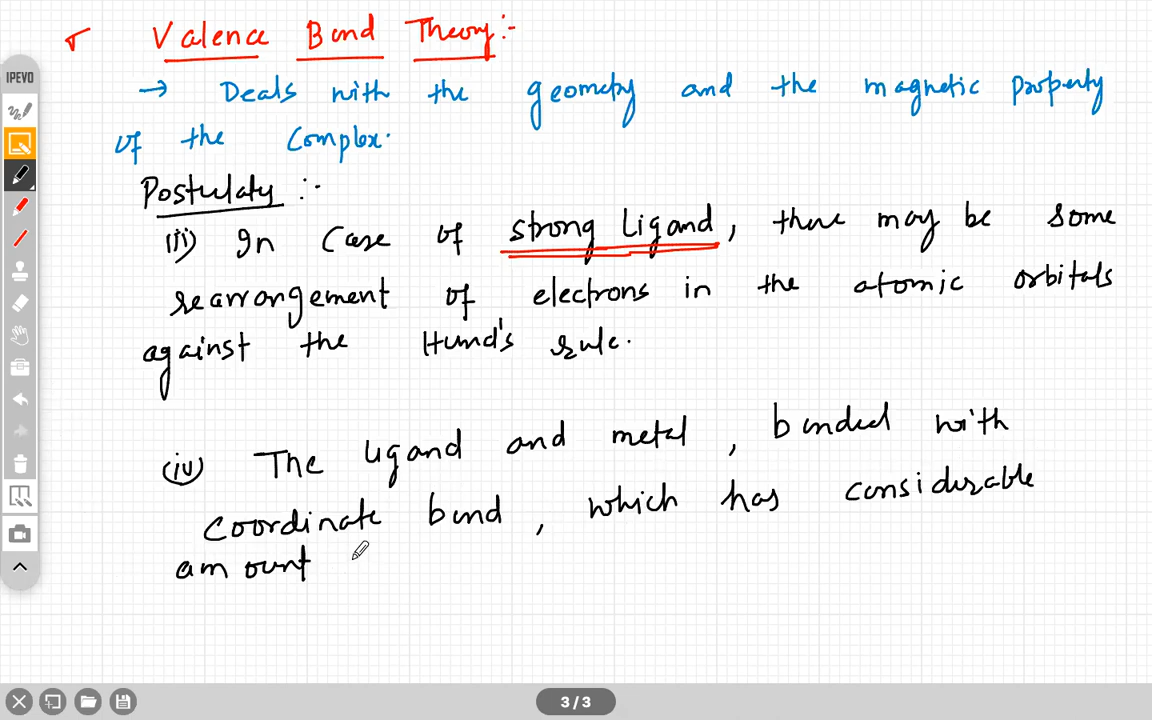 Valence Bond Theory:-
IPEVO
→ Deals with the geometry and the magnetic property
of the Complex.
Postulaty :-
(iii) In Case of strong ligand, there may be some
rearrangement of electrons in the atomic orbitals
against the Hund's rule.
(iv) The ligand and metal, bonded with
Coordinate bond, which has considerable
amount
3/3